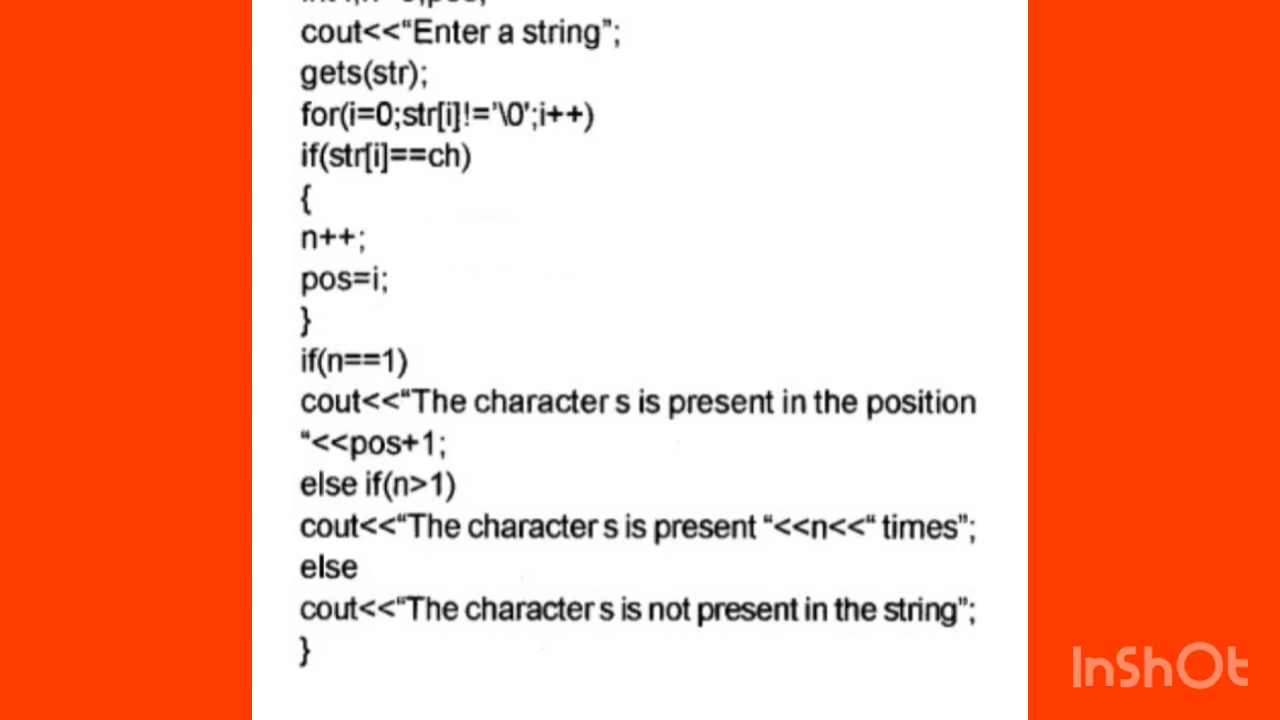 cout<<“Enter a string”;
gets(str);
for(i=0;str[i]!='\0';i++)
if(str[i]==ch)
{
n++;
pos=i;
}
if(n==1)
cout<<“The character s is present in the position
“<<pos+1;
else if(n>1)
cout<<“The character s is present “<<n<<“ times”;
else
cout<<“The character s is not present in the string”;
}
InShOt